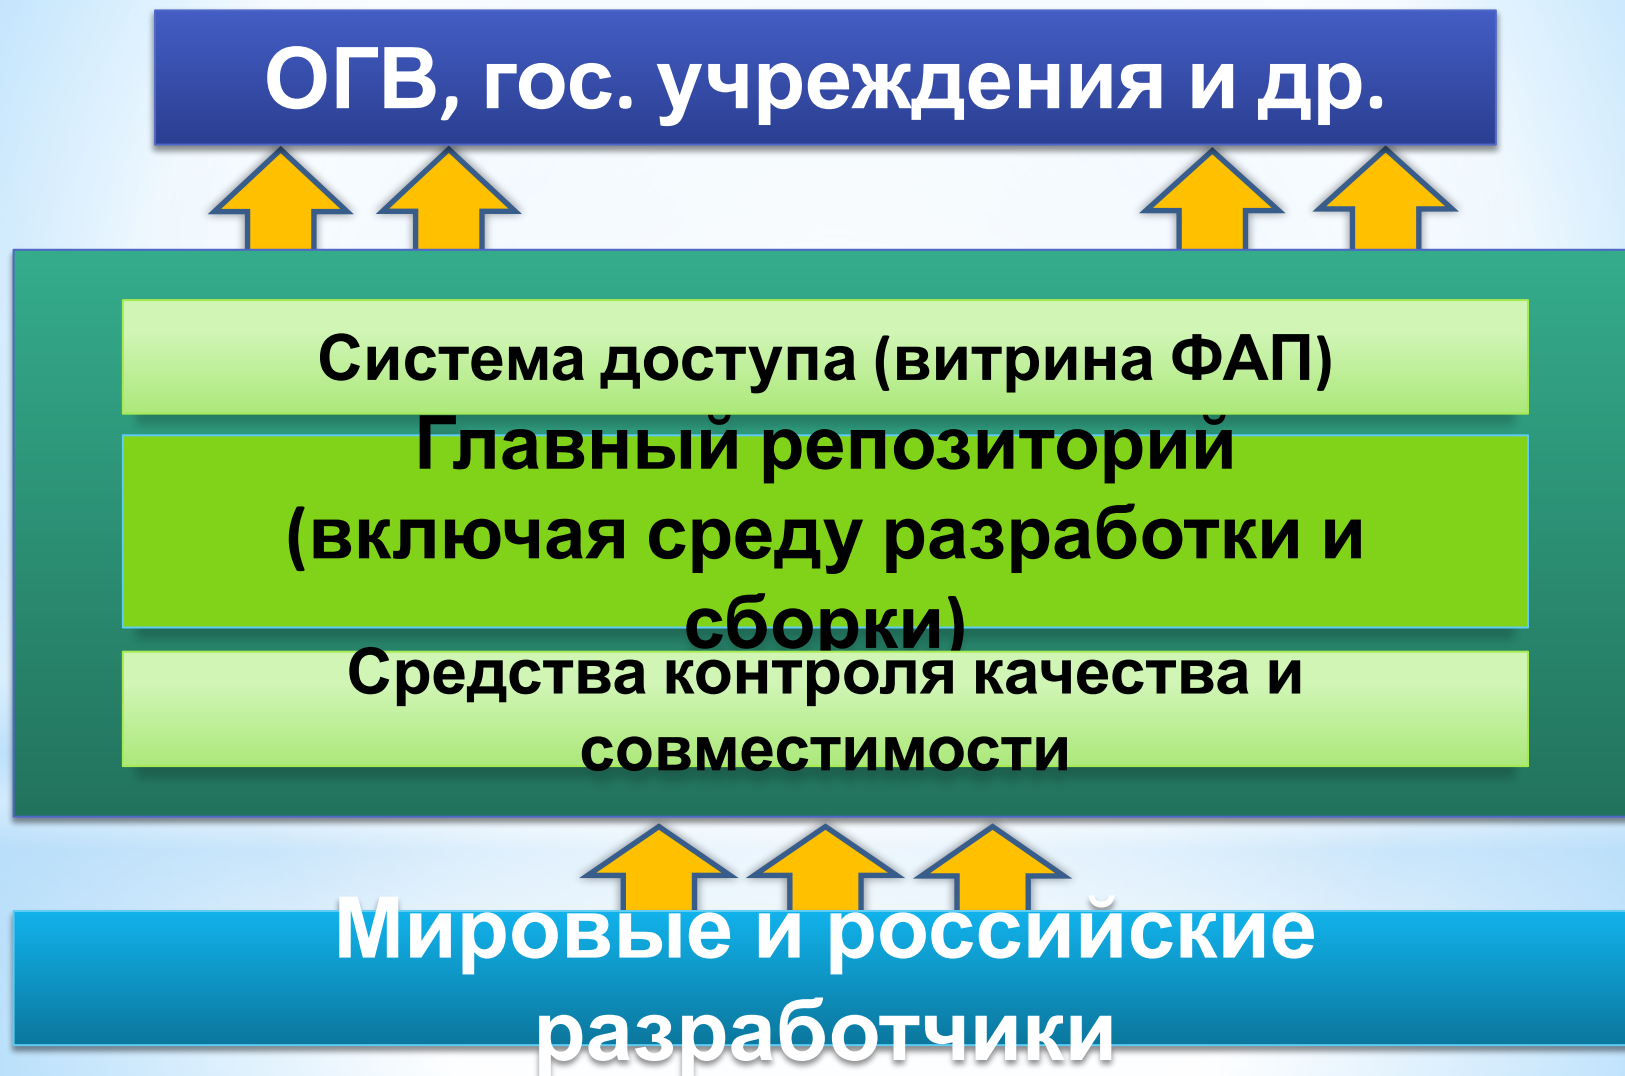 ОГВ, гос. учреждения и др.
Система доступа (витрина ФАП)
Главный репозиторий
(включая среду разработки и
сборки)
Средства контроля качества и
совместимости
Мировые и российские
разработчики